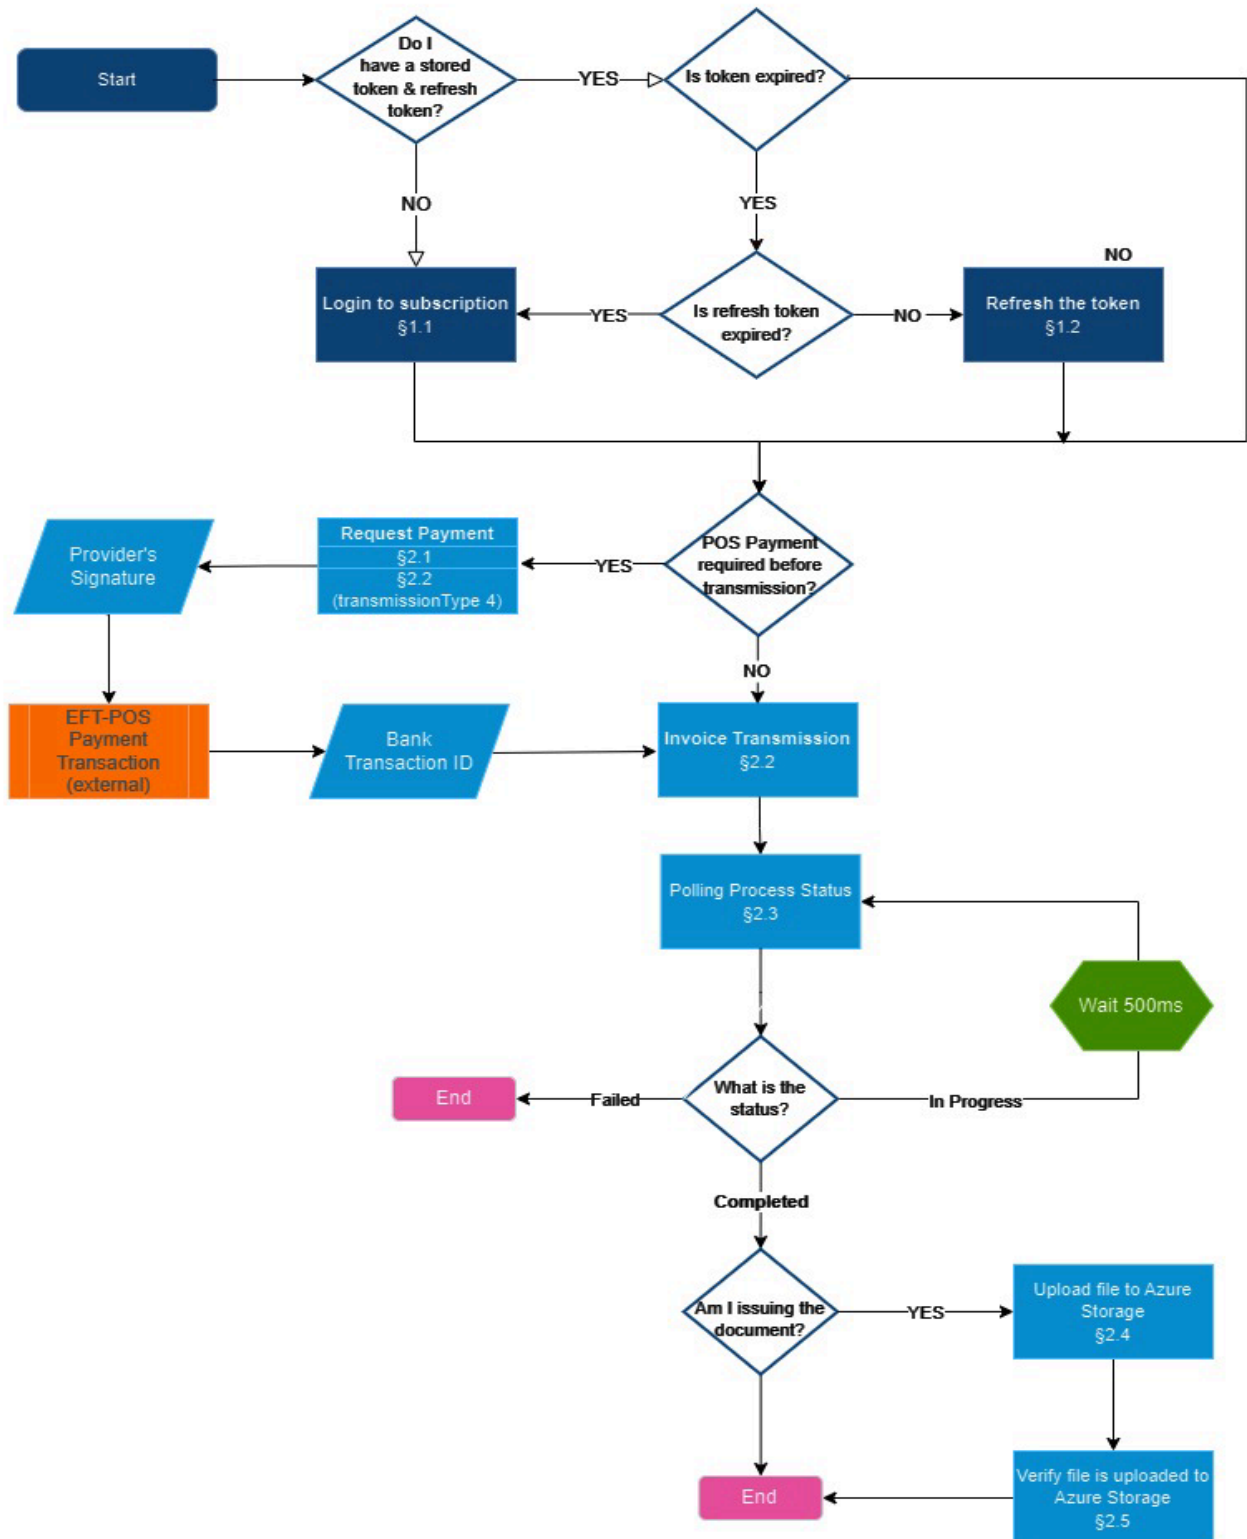 Start
Do I
have a stored
token & refresh
token?
YES
Is token expired?
NO
YES
NO
Login to subscription
§1.1
YES
Is refresh token
expired?
NO
Refresh the token
§1.2
Provider's
Signature
Request Payment
§2.1
§2.2
(transmissionType 4)
YES
POS Payment
required before
transmission?
NO
EFT-POS
Payment
Transaction
(external)
Bank
Transaction ID
Invoice Transmission
§2.2
Polling Process Status
§2.3
Wait 500ms
End
Failed
What is the
status?
In Progress
Completed
Am I issuing the
document?
YES
Upload file to Azure
Storage
§2.4
End
Verify file is uploaded to
Azure Storage
§2.5